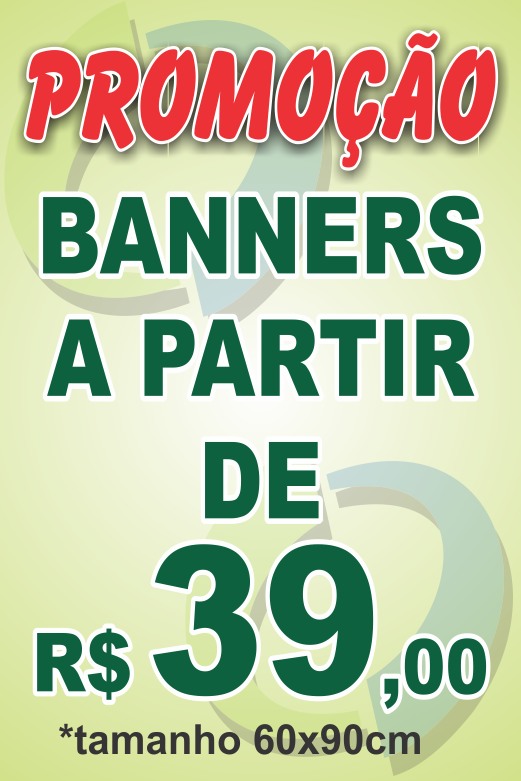 PROMOÇÃO
BANNERS
A PARTIR
DE
R$ 39,00
*tamanho 60x90cm